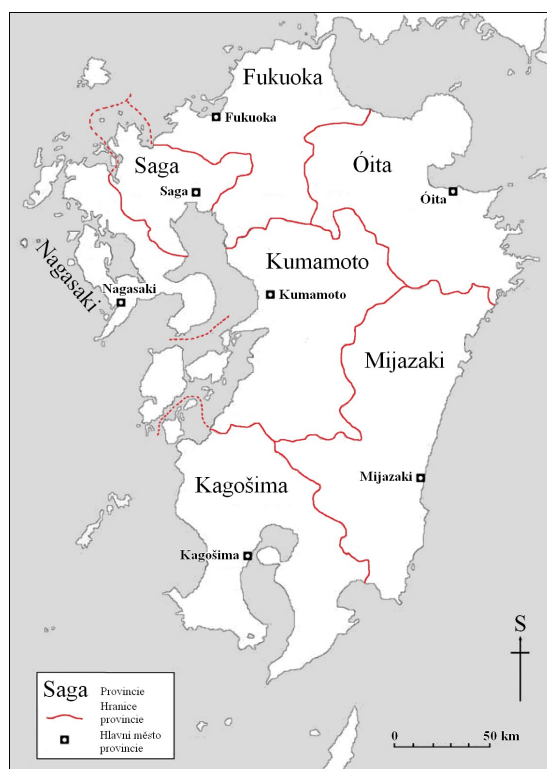 Fukuoka
Fukuoka
Saga
Saga
Óita
Óita
Nagasaki
Nagasaki
Kumamoto
Kumamoto
Mijazaki
Mijazaki
Kagošima
Kagošima
S
Saga Provincie
Hranice
provincie
Hlavní město
provincie
0 50 km